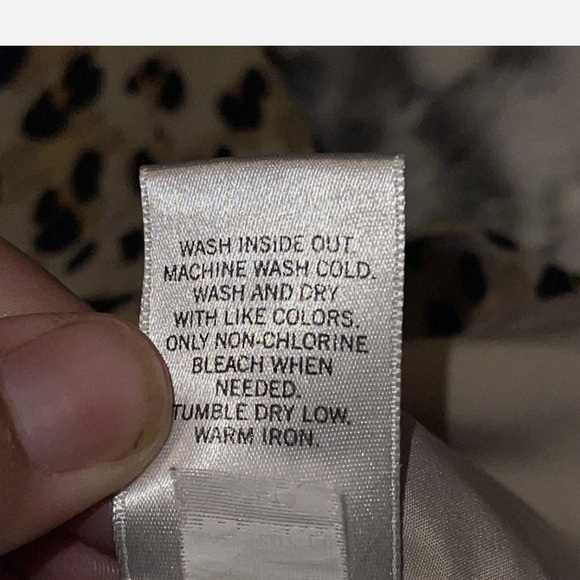 WASH INSIDE OUT
MACHINE WASH COLD.
WASH AND DRY
WITH LIKE COLORS.
ONLY NON-CHLORINE
BLEACH WHEN
NEEDED.
TUMBLE DRY LOW.
WARM IRON.